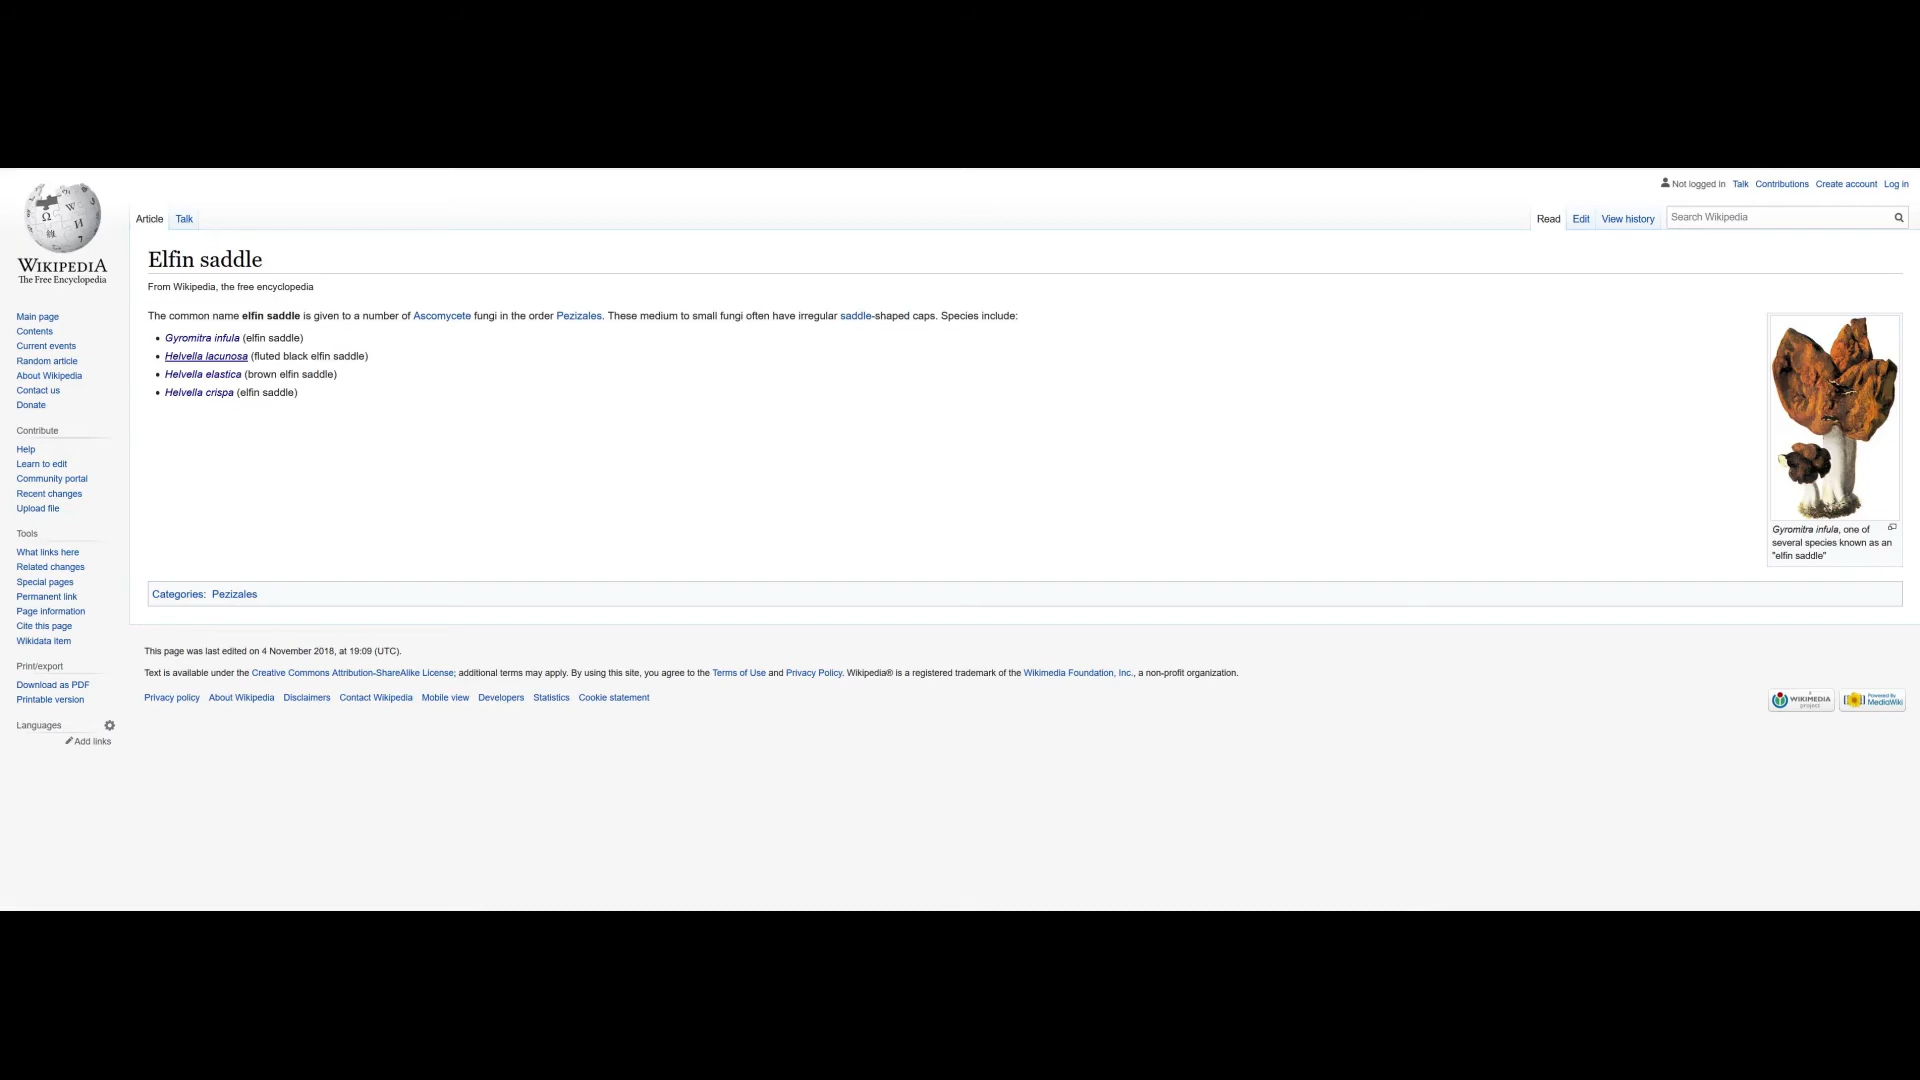 Not logged in Talk Contributions Create account Log in
Article Talk
Read Edit View history Search Wikipedia
WIKIPEDIA
The Free Encyclopedia
Main page
Contents
Current events
Random article
About Wikipedia
Contact us
Donate
Contribute
Help
Learn to edit
Community portal
Recent changes
Upload file
Tools
What links here
Related changes
Special pages
Permanent link
Page information
Cite this page
Wikidata item
Print/export
Download as PDF
Printable version
Languages
Add links
Elfin saddle
From Wikipedia, the free encyclopedia
The common name elfin saddle is given to a number of Ascomycete fungi in the order Pezizales. These medium to small fungi often have irregular saddle-shaped caps. Species include:
• Gyromitra infula (elfin saddle)
• Helvella lacunosa (fluted black elfin saddle)
• Helvella elastica (brown elfin saddle)
• Helvella crispa (elfin saddle)
Gyromitra infula, one of
several species known as an
"elfin saddle"
Categories: Pezizales
This page was last edited on 4 November 2018, at 19:09 (UTC).
Text is available under the Creative Commons Attribution-ShareAlike License; additional terms may apply. By using this site, you agree to the Terms of Use and Privacy Policy. Wikipedia® is a registered trademark of the Wikimedia Foundation, Inc., a non-profit organization.
Privacy policy About Wikipedia Disclaimers Contact Wikipedia Mobile view Developers Statistics Cookie statement
WIKIMEDIA
project
Powered By
MediaWiki